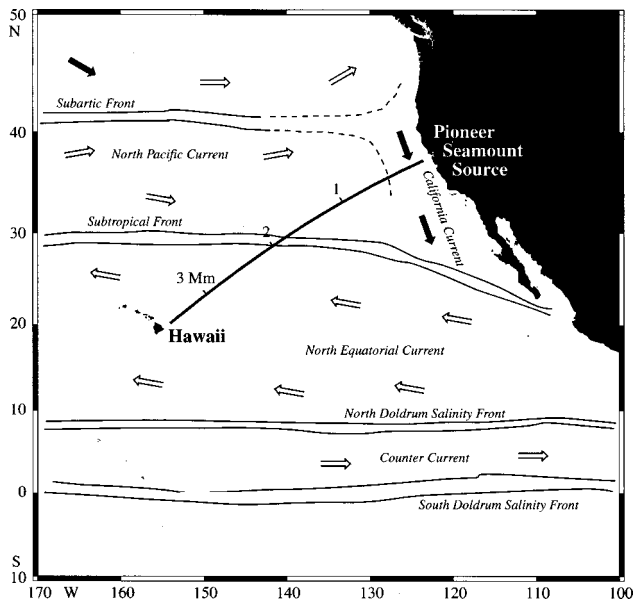 50
N
Subartic Front
40
Pioneer
Seamount
Source
North Pacific Current
1
California Current
Subtropical Front
2
30
3 Mm
20
Hawaii
North Equatorial Current
10
North Doldrum Salinity Front
Counter Current
0
South Doldrum Salinity Front
S
10
170 W 160 150 140 130 120 110 100